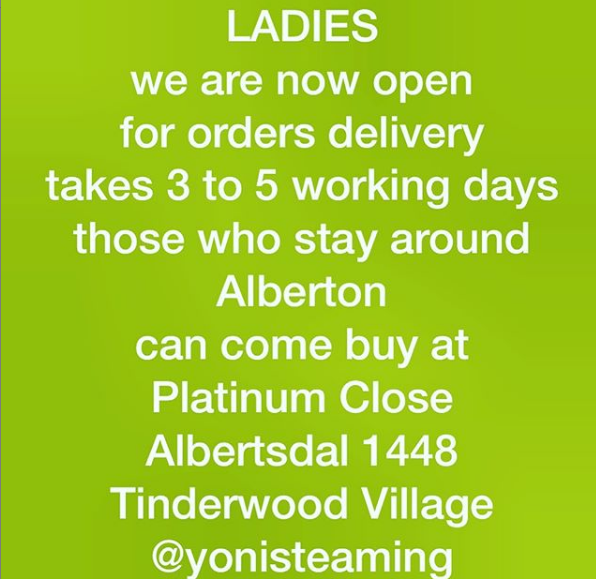 LADIES
we are now open
for orders delivery
takes 3 to 5 working days
those who stay around
Alberton
can come buy at
Platinum Close
Albertsdal 1448
Tinderwood Village
@yonisteaming